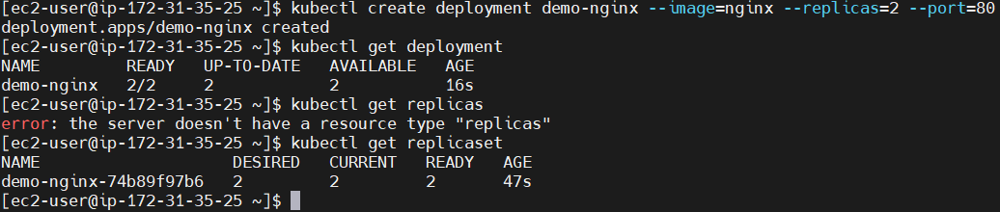 [ec2-user@ip-172-31-35-25 ~]$ kubectl create deployment demo-nginx --image=nginx --replicas=2 --port=80
deployment.apps/demo-nginx created
[ec2-user@ip-172-31-35-25 ~]$ kubectl get deployment
NAME         READY   UP-TO-DATE   AVAILABLE   AGE
demo-nginx   2/2     2            2           16s
[ec2-user@ip-172-31-35-25 ~]$ kubectl get replicas
error: the server doesn't have a resource type "replicas"
[ec2-user@ip-172-31-35-25 ~]$ kubectl get replicaset
NAME                    DESIRED   CURRENT   READY   AGE
demo-nginx-74b89f97b6   2         2         2       47s
[ec2-user@ip-172-31-35-25 ~]$